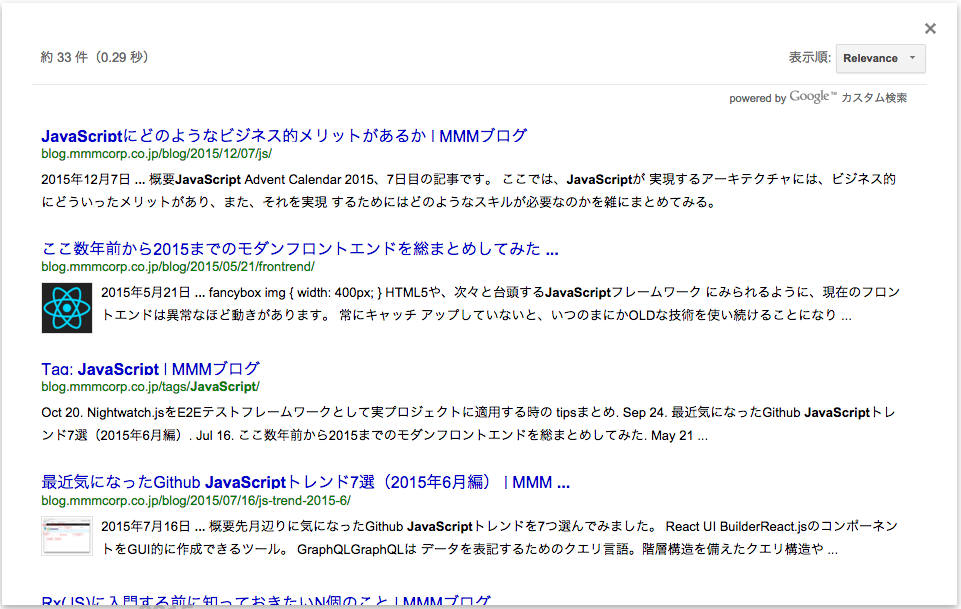 約 33 件（0.29 秒）
表示順: Relevance
powered by Google™ カスタム検索
JavaScriptにどのようなビジネス的メリットがあるか | MMMブログ
blog.mmmcorp.co.jp/blog/2015/12/07/js/
2015年12月7日 ... 概要JavaScript Advent Calendar 2015、7日目の記事です。 ここでは、JavaScriptが 実現するアーキテクチャには、ビジネス的
にどういったメリットがあり、また、それを実現 するためにはどのようなスキルが必要なのかを雑にまとめてみる。
ここ数年前から2015までのモダンフロントエンドを総まとめしてみた ...
blog.mmmcorp.co.jp/blog/2015/05/21/frontrend/
2015年5月21日 ... fancybox img { width: 400px; } HTML5や、次々と台頭するJavaScriptフレームワーク にみられるように、現在のフロン
トエンドは異常なほど動きがあります。 常にキャッチ アップしていないと、いつのまにかOLDな技術を使い続けることになり ...
Tag: JavaScript | MMMブログ
blog.mmmcorp.co.jp/tags/JavaScript/
Oct 20. Nightwatch.jsをE2Eテストフレームワークとして実プロジェクトに適用する時の tipsまとめ. Sep 24. 最近気になったGithub JavaScriptトレ
ンド7選（2015年6月編）. Jul 16. ここ数年前から2015までのモダンフロントエンドを総まとめしてみた. May 21 ...
最近気になったGithub JavaScriptトレンド7選（2015年6月編） | MMM ...
blog.mmmcorp.co.jp/blog/2015/07/16/js-trend-2015-6/
2015年7月16日 ... 概要先月辺りに気になったGithub JavaScriptトレンドを7つ選んでみました。 React UI BuilderReact.jsのコンポーネン
トをGUI的に作成できるツール。 GraphQLGraphQLは データを表記するためのクエリ言語。階層構造を備えたクエリ構造や ...
Rx(JS)に入門する前に知っておきたいN個のこと | MMMブログ